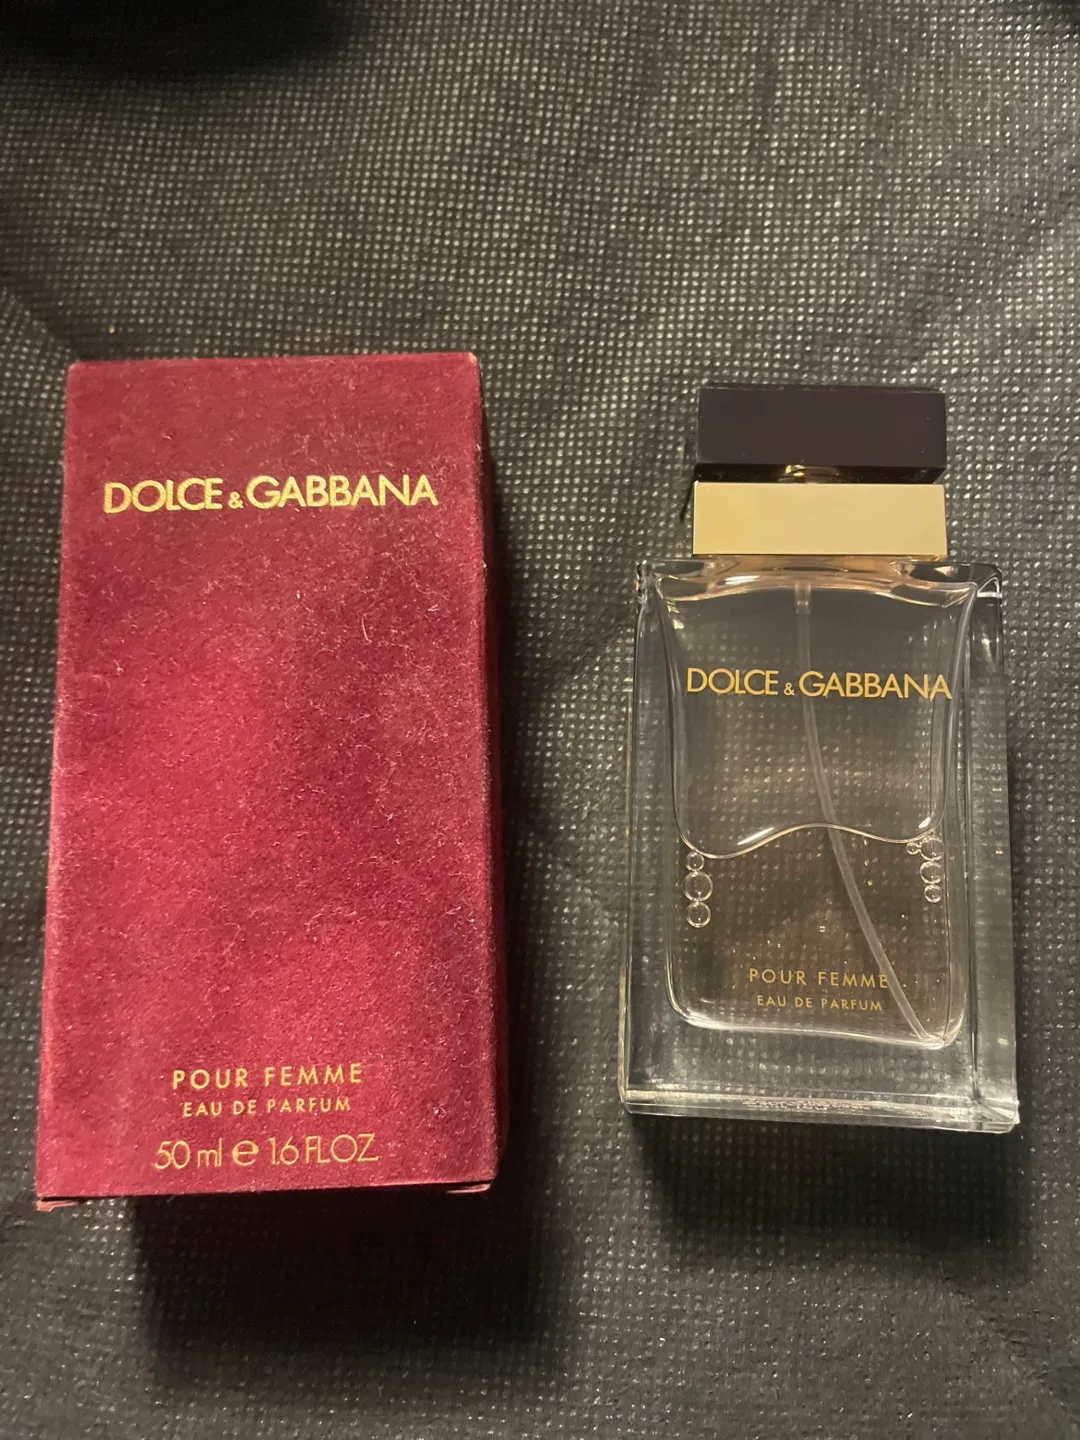 DOLCE & GABBANA
POUR FEMME
EAU DE PARFUM
50 ml e 1.6 FL.OZ.
DOLCE & GABBANA
POUR FEMME
EAU DE PARFUM